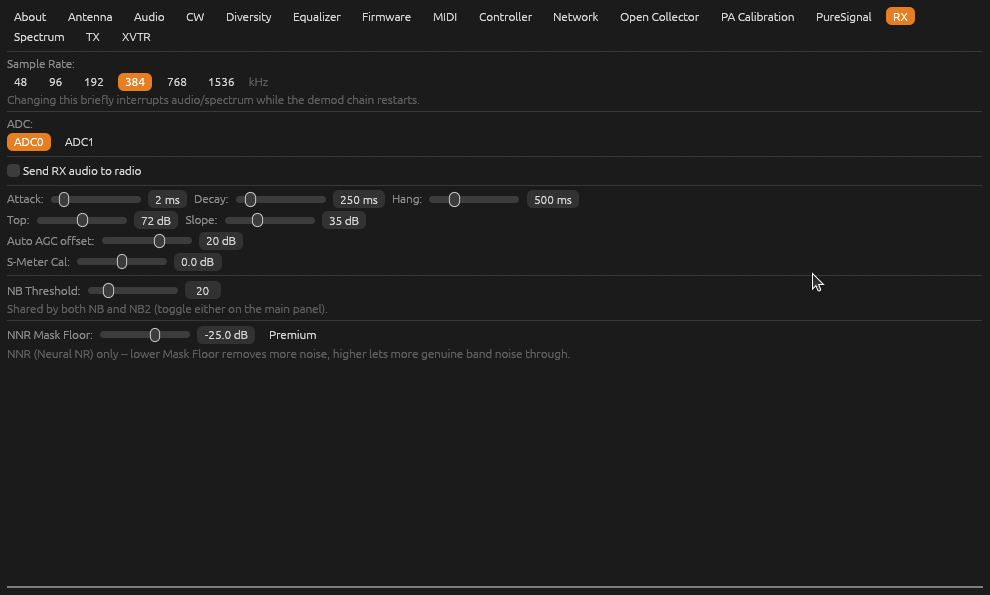 About Antenna Audio CW Diversity Equalizer Firmware MIDI Controller Network Open Collector PA Calibration PureSignal RX
Spectrum TX XVTR
Sample Rate:
48 96 192 384 768 1536 kHz
Changing this briefly interrupts audio/spectrum while the demod chain restarts.
ADC:
ADC0 ADC1
Send RX audio to radio
Attack: 2 ms Decay: 250 ms Hang: 500 ms
Top: 72 dB Slope: 35 dB
Auto AGC offset: 20 dB
S-Meter Cal: 0.0 dB
NB Threshold: 20
Shared by both NB and NB2 (toggle either on the main panel).
NNR Mask Floor: -25.0 dB Premium
NNR (Neural NR) only – lower Mask Floor removes more noise, higher lets more genuine band noise through.